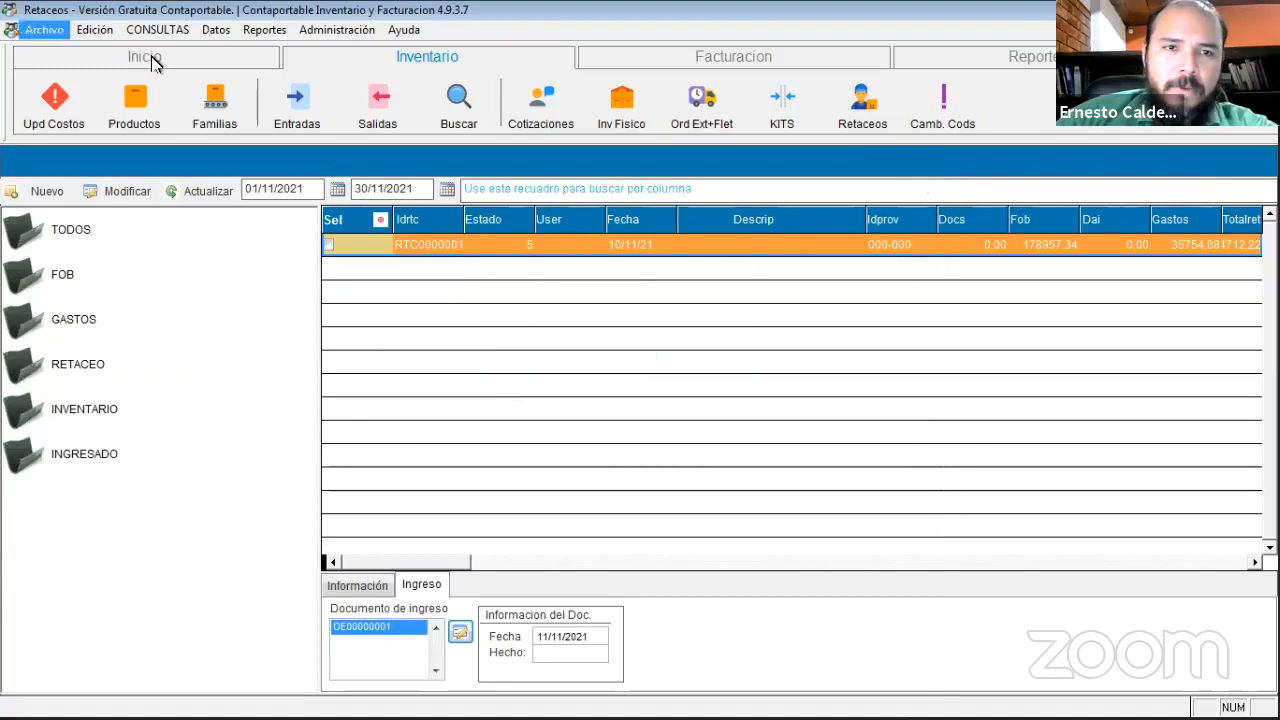 Retaceos - Versión Gratuita Contaportable. | Contaportable Inventario y Facturacion 4.9.3.7
Archivo Edición CONSULTAS Datos Reportes Administración Ayuda
Inicio Inventario Facturacion Reporte
Upd Costos Productos Familias Entradas Salidas Buscar Cotizaciones Inv Fisico Ord Ext+Flet KITS Retaceos Camb. Cods
Ernesto Calde...
Nuevo Modificar Actualizar 01/11/2021 30/11/2021 Use este recuadro para buscar por columna
Sel Idrtc Estado User Fecha Descrip Idprov Docs Fob Dai Gastos Totalret
RTC0000001 5 10/11/21 000-000 0.00 178957.34 0.00 35754.88 4712.22
TODOS
FOB
GASTOS
RETACEO
INVENTARIO
INGRESADO
Información Ingreso
Documento de ingreso
OE00000001
Informacion del Doc.
Fecha 11/11/2021
Hecho:
zoom
NUM